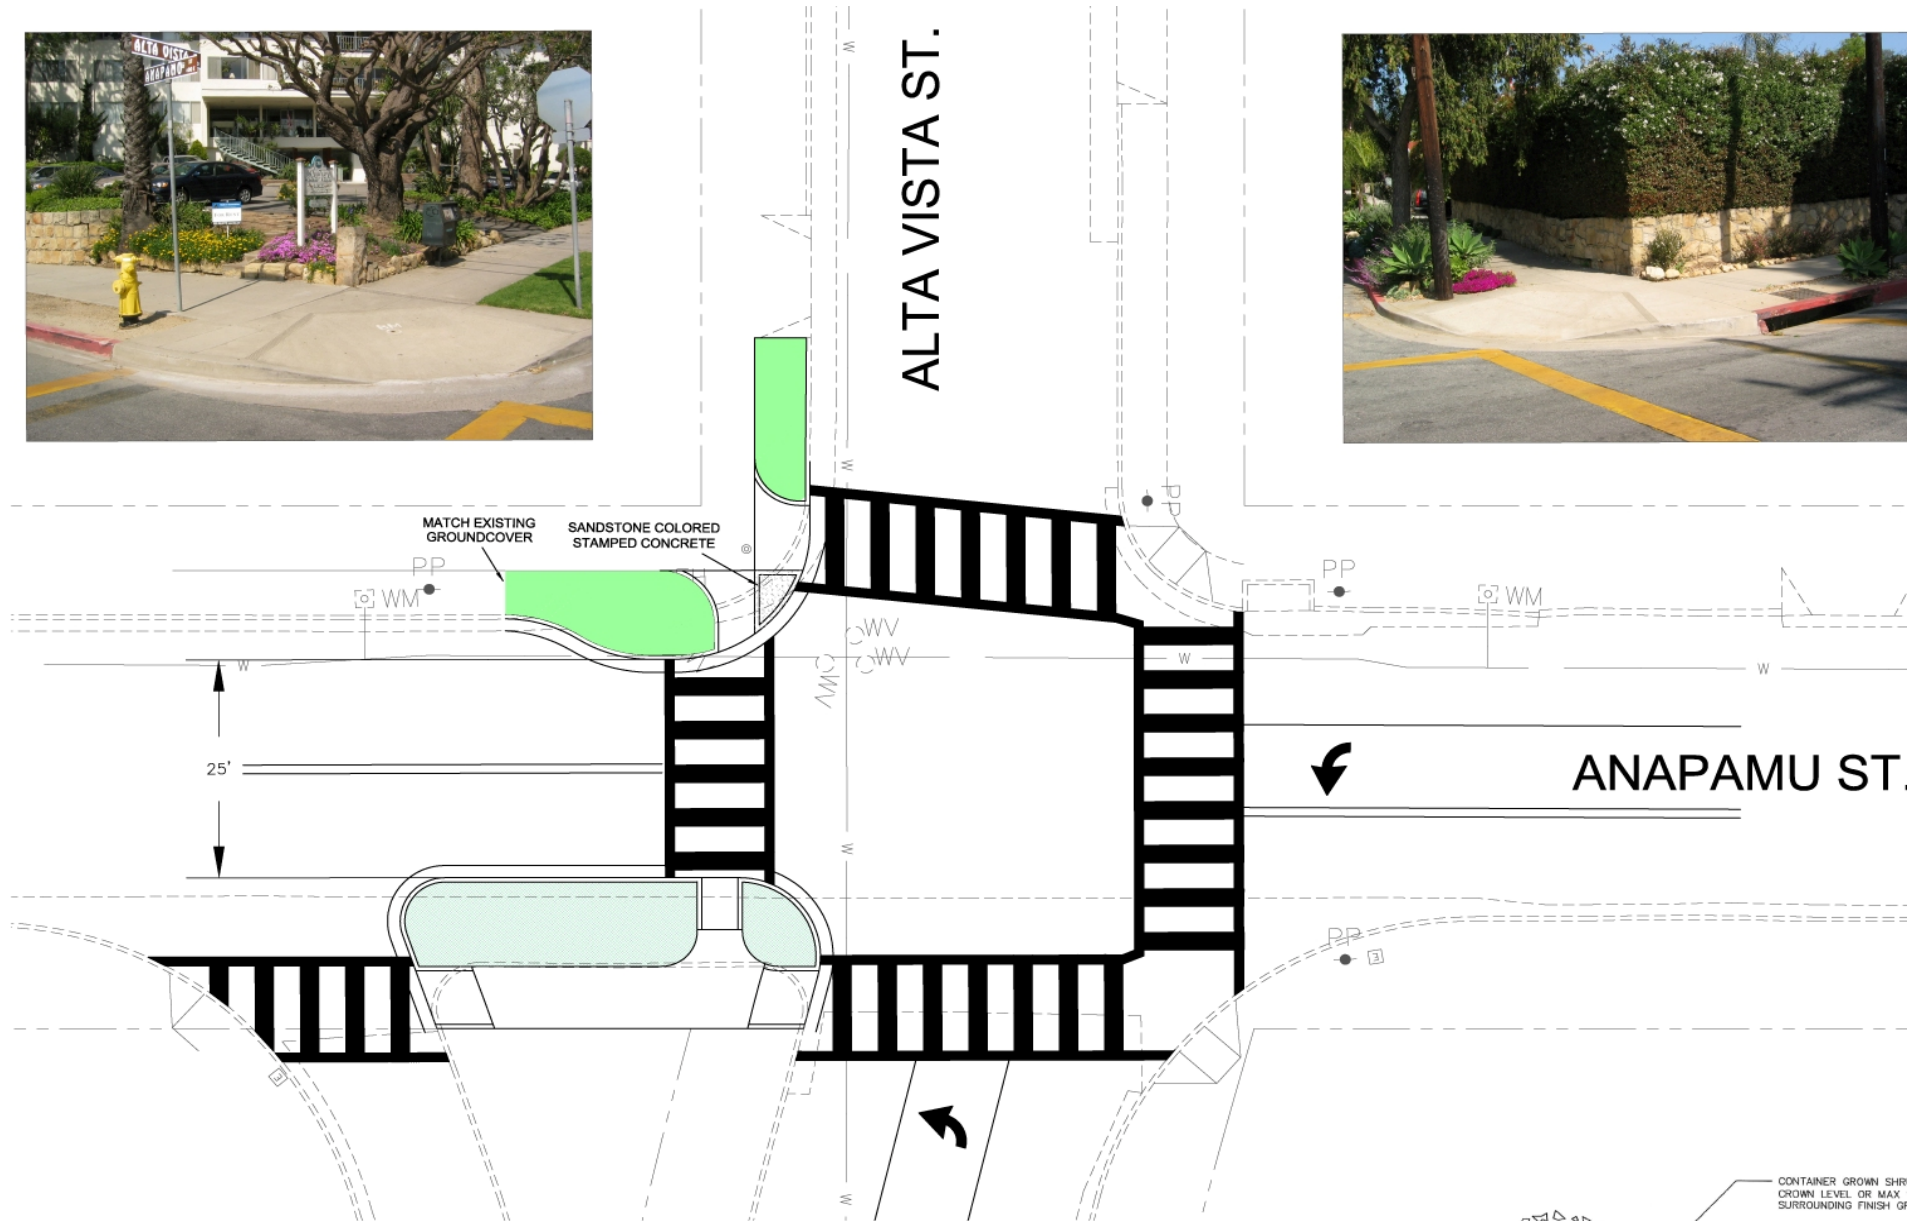 ALTA VISTA
ANAPAMU
ALTA VISTA ST.
W
W
PP
MATCH EXISTING
GROUNDCOVER
SANDSTONE COLORED
STAMPED CONCRETE
PP
WM
PP
WM
WV
WV
WV
W
W
W
25'
ANAPAMU ST.
W
PP
E
E
W
CONTAINER GROWN
CROWN LEVEL OR MAX
SURROUNDING FINISH